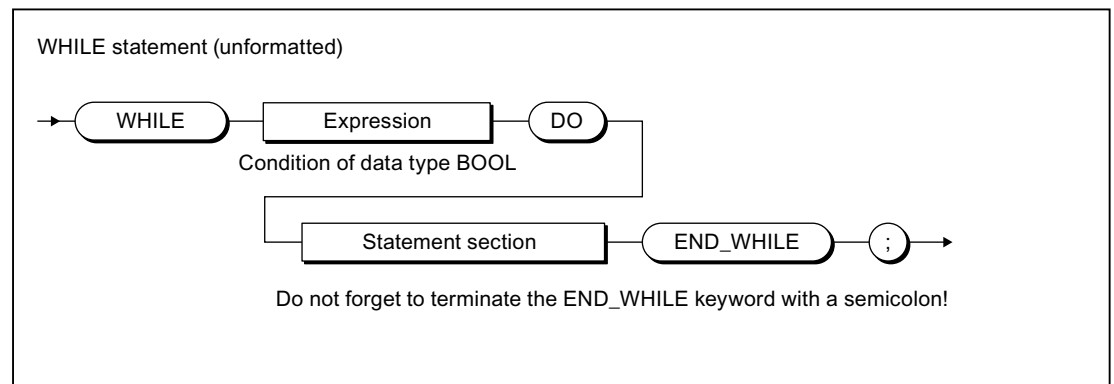 WHILE statement (unformatted)
WHILE Expression DO
Condition of data type BOOL
Statement section END_WHILE ;
Do not forget to terminate the END_WHILE keyword with a semicolon!